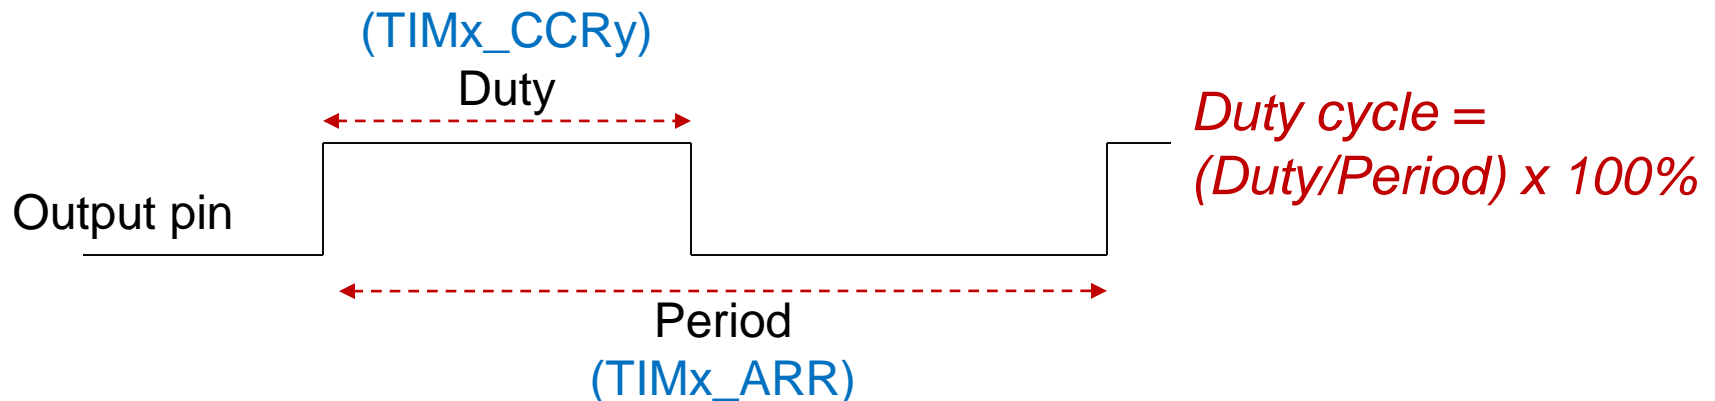 (TIMx_CCRy)
Duty
Duty cycle =
(Duty/Period) x 100%
Output pin
Period
(TIMx_ARR)